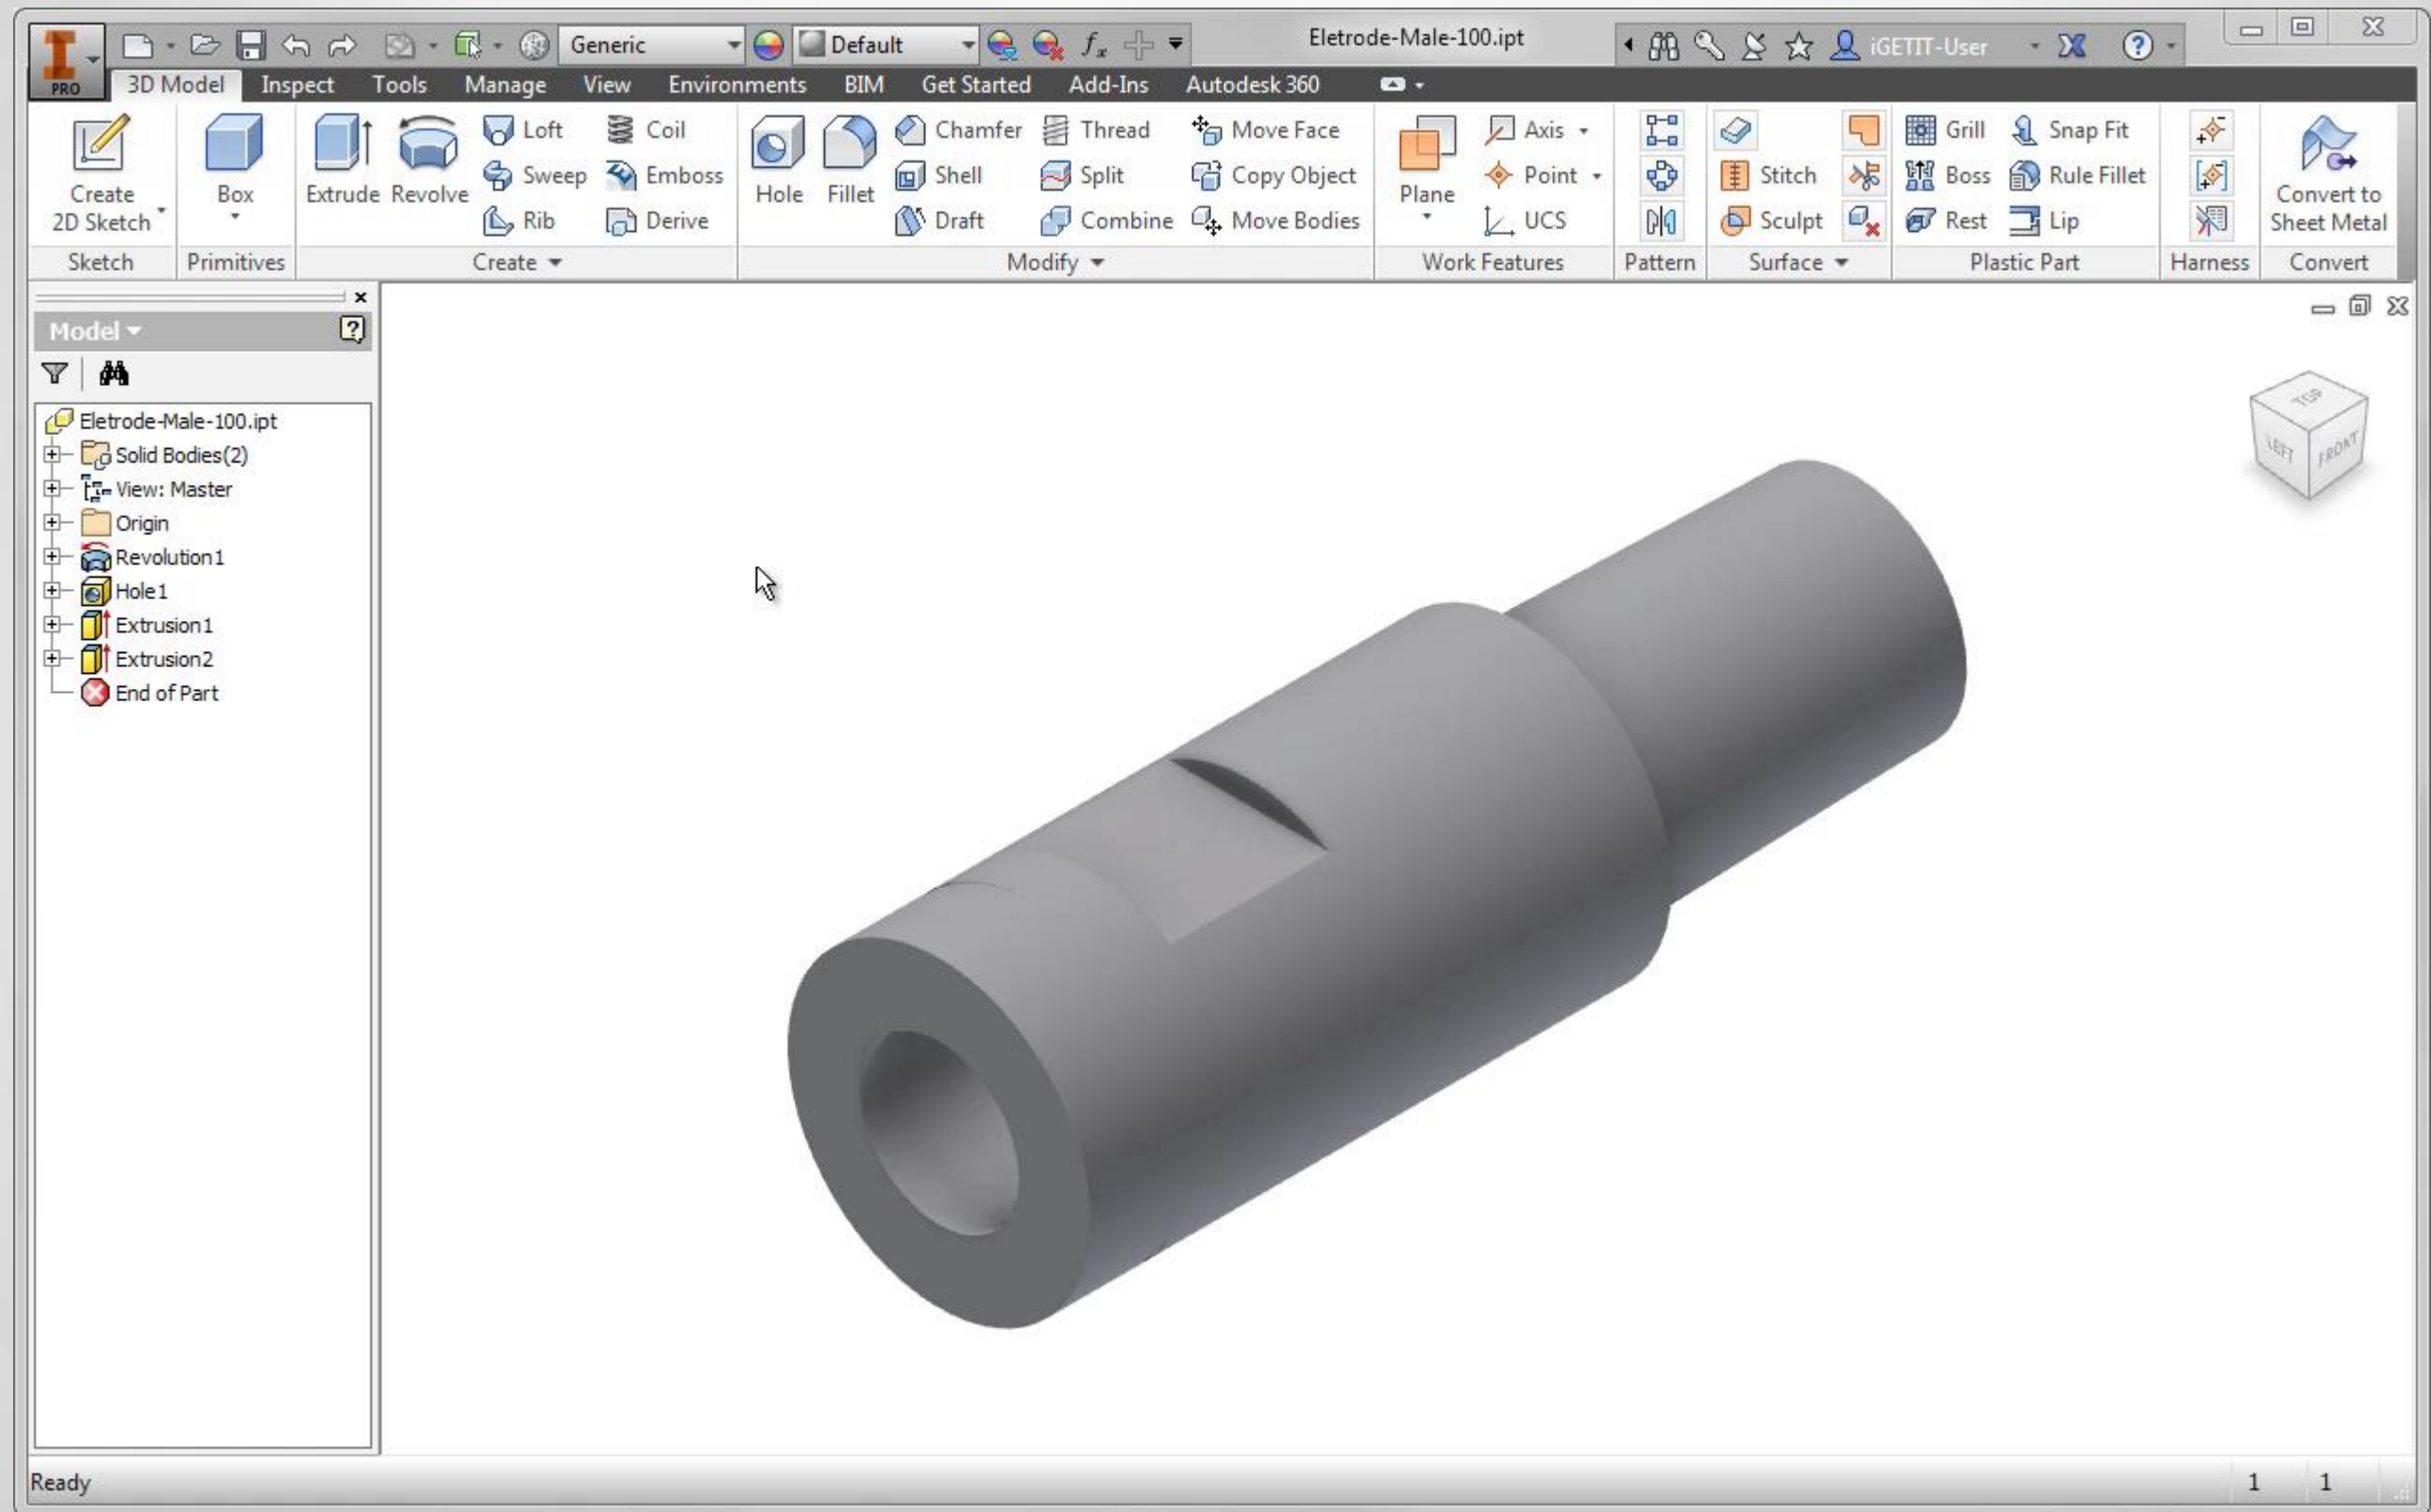 Generic
Default
fx
Eletrode-Male-100.ipt
iGETIT-User
PRO
3D Model Inspect Tools Manage View Environments BIM Get Started Add-Ins Autodesk 360
Create
2D Sketch
Box
Extrude
Revolve
Loft
Sweep
Rib
Coil
Emboss
Derive
Hole
Fillet
Chamfer
Shell
Draft
Thread
Split
Combine
Move Face
Copy Object
Move Bodies
Plane
Axis
Point
UCS
Stitch
Sculpt
Grill
Boss
Rest
Snap Fit
Rule Fillet
Lip
Convert to
Sheet Metal
Sketch Primitives Create Modify Work Features Pattern Surface Plastic Part Harness Convert
Model
Eletrode-Male-100.ipt
Solid Bodies(2)
View: Master
Origin
Revolution1
Hole1
Extrusion1
Extrusion2
End of Part
TOP
LEFT
FRONT
Ready
1 1